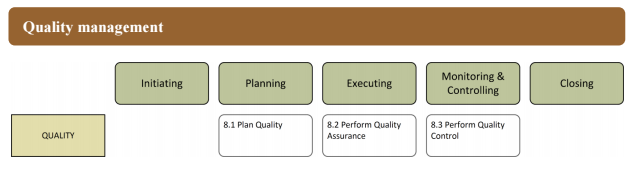 Quality management
Initiating
Planning
Executing
Monitoring &
Controlling
Closing
QUALITY
8.1 Plan Quality
8.2 Perform Quality
Assurance
8.3 Perform Quality
Control